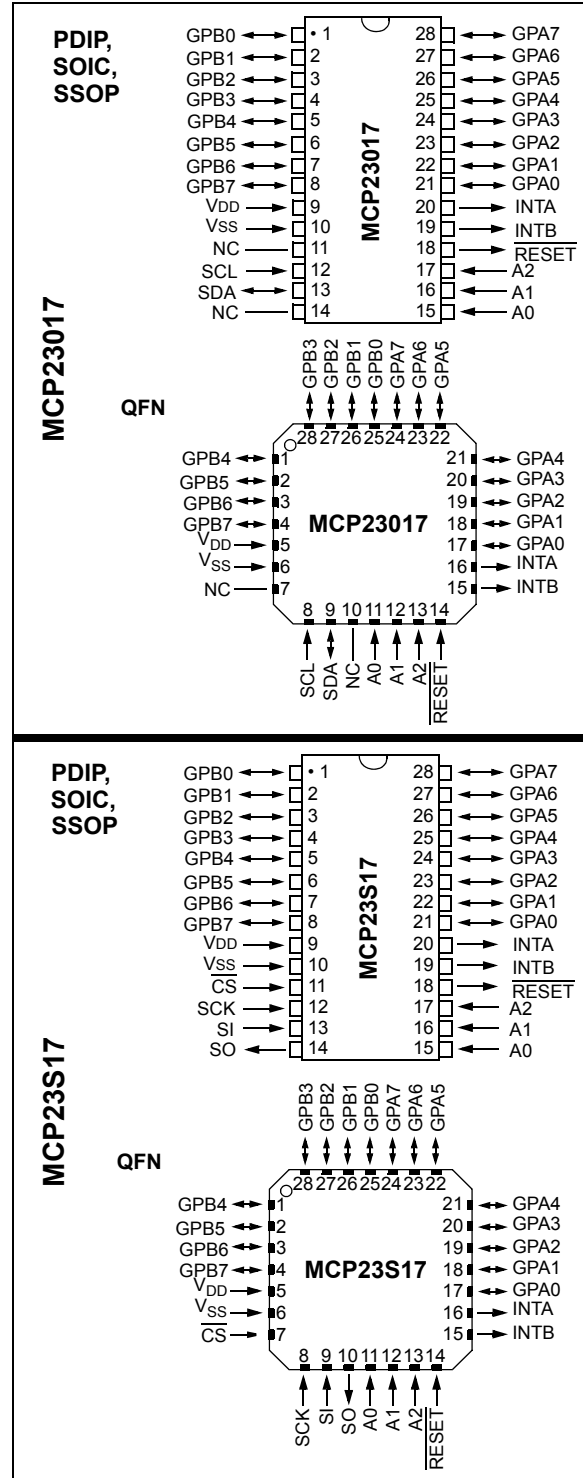 PDIP,
SOIC,
SSOP
MCP23017
GPB0 • 1 28 GPA7
GPB1 2 27 GPA6
GPB2 3 26 GPA5
GPB3 4 25 GPA4
GPB4 5 24 GPA3
GPB5 6 23 GPA2
GPB6 7 22 GPA1
GPB7 8 21 GPA0
VDD 9 20 INTA
VSS 10 19 INTB
NC 11 18 RESET
SCL 12 17 A2
SDA 13 16 A1
NC 14 15 A0
MCP23017
QFN
GPB3 GPB2 GPB1 GPB0 GPA7 GPA6 GPA5
28 27 26 25 24 23 22
GPB4 1 21 GPA4
GPB5 2 20 GPA3
GPB6 3 19 GPA2
GPB7 4 18 GPA1
VDD 5 17 GPA0
VSS 6 16 INTA
NC 7 15 INTB
MCP23017
8 9 10 11 12 13 14
SCL SDA NC A0 A1 A2 RESET
PDIP,
SOIC,
SSOP
MCP23S17
GPB0 • 1 28 GPA7
GPB1 2 27 GPA6
GPB2 3 26 GPA5
GPB3 4 25 GPA4
GPB4 5 24 GPA3
GPB5 6 23 GPA2
GPB6 7 22 GPA1
GPB7 8 21 GPA0
VDD 9 20 INTA
VSS 10 19 INTB
CS 11 18 RESET
SCK 12 17 A2
SI 13 16 A1
SO 14 15 A0
MCP23S17
QFN
GPB3 GPB2 GPB1 GPB0 GPA7 GPA6 GPA5
28 27 26 25 24 23 22
GPB4 1 21 GPA4
GPB5 2 20 GPA3
GPB6 3 19 GPA2
GPB7 4 18 GPA1
VDD 5 17 GPA0
VSS 6 16 INTA
CS 7 15 INTB
MCP23S17
8 9 10 11 12 13 14
SCK SI SO A0 A1 A2 RESET